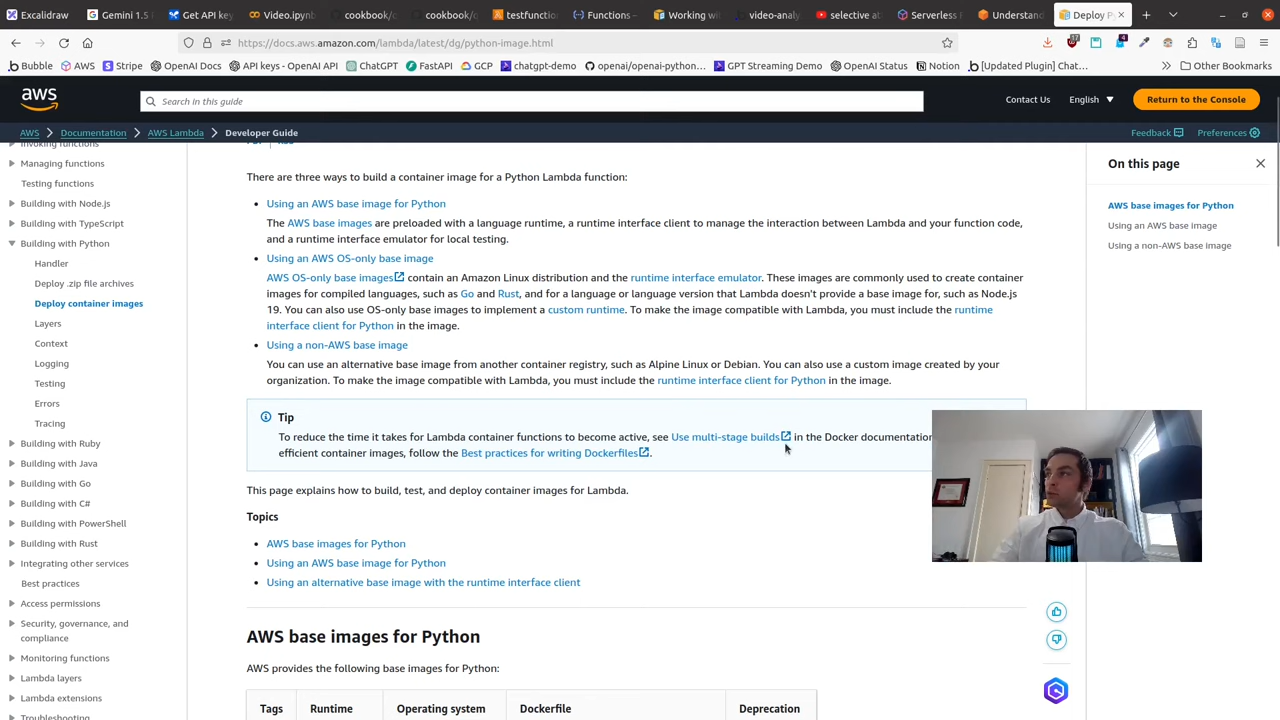 Excalidraw
Gemini 1.5
Get API key
Video.ipynb
cookbook/c
cookbook/c
testfunction
Functions –
Working wi
video-analy
selective at
Serverless F
Understand
Deploy P
https://docs.aws.amazon.com/lambda/latest/dg/python-image.html
Bubble
AWS
Stripe
OpenAI Docs
API keys - OpenAI API
ChatGPT
FastAPI
GCP
chatgpt-demo
openai/openai-python...
GPT Streaming Demo
OpenAI Status
Notion
[Updated Plugin] Chat...
Other Bookmarks
aws
Search in this guide
Contact Us
English
Return to the Console
AWS
Documentation
AWS Lambda
Developer Guide
Feedback
Preferences
Invoking functions
Managing functions
Testing functions
Building with Node.js
Building with TypeScript
Building with Python
Handler
Deploy .zip file archives
Deploy container images
Layers
Context
Logging
Testing
Errors
Tracing
Building with Ruby
Building with Java
Building with Go
Building with C#
Building with PowerShell
Building with Rust
Integrating other services
Best practices
Access permissions
Security, governance, and
compliance
Monitoring functions
Lambda layers
Lambda extensions
Troubleshooting
There are three ways to build a container image for a Python Lambda function:
Using an AWS base image for Python
The AWS base images are preloaded with a language runtime, a runtime interface client to manage the interaction between Lambda and your function code,
and a runtime interface emulator for local testing.
Using an AWS OS-only base image
AWS OS-only base images contain an Amazon Linux distribution and the runtime interface emulator. These images are commonly used to create container
images for compiled languages, such as Go and Rust, and for a language or language version that Lambda doesn't provide a base image for, such as Node.js
19. You can also use OS-only base images to implement a custom runtime. To make the image compatible with Lambda, you must include the runtime
interface client for Python in the image.
Using a non-AWS base image
You can use an alternative base image from another container registry, such as Alpine Linux or Debian. You can also use a custom image created by your
organization. To make the image compatible with Lambda, you must include the runtime interface client for Python in the image.
Tip
To reduce the time it takes for Lambda container functions to become active, see Use multi-stage builds in the Docker documentation
efficient container images, follow the Best practices for writing Dockerfiles.
This page explains how to build, test, and deploy container images for Lambda.
Topics
AWS base images for Python
Using an AWS base image for Python
Using an alternative base image with the runtime interface client
AWS base images for Python
AWS provides the following base images for Python:
Tags
Runtime
Operating system
Dockerfile
Deprecation
On this page
AWS base images for Python
Using an AWS base image
Using a non-AWS base image